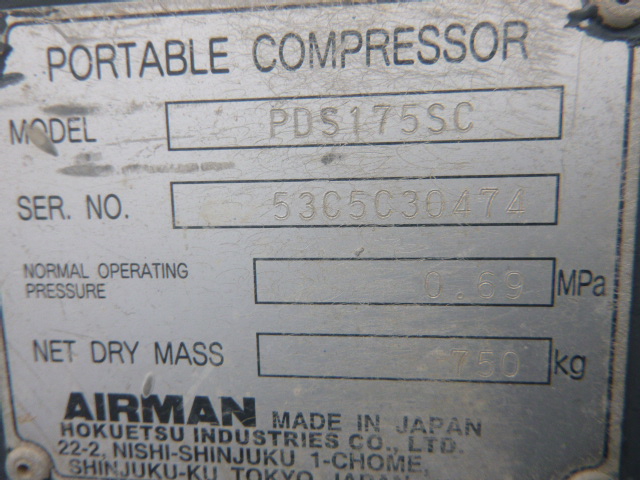 PORTABLE COMPRESSOR
MODEL PDS175SC
SER. NO. 53C5C30474
NORMAL OPERATING PRESSURE 0.69 MPa
NET DRY MASS 750 kg
AIRMAN MADE IN JAPAN
HOKUETSU INDUSTRIES CO., LTD.
22-2, NISHI-SHINJUKU 1-CHOME,
SHINJUKU-KU TOKYO JAPAN